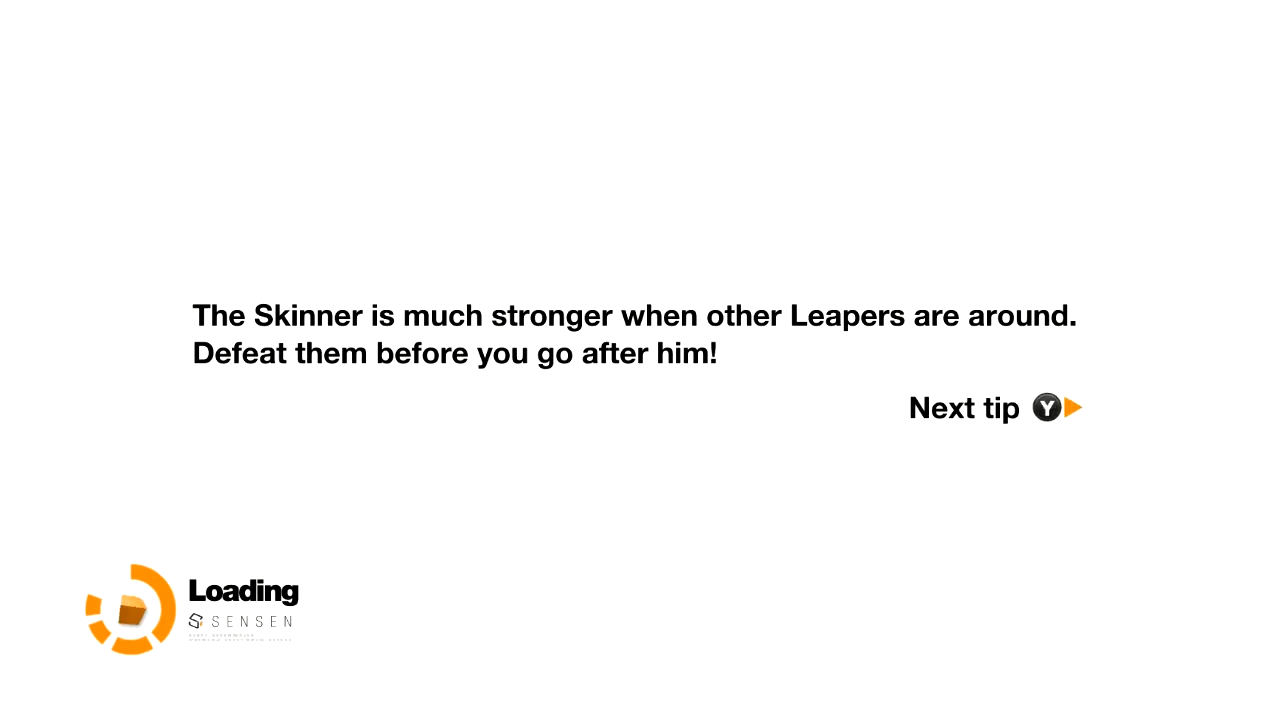 The Skinner is much stronger when other Leapers are around.
Defeat them before you go after him!
Next tip Y
Loading
SENSEN